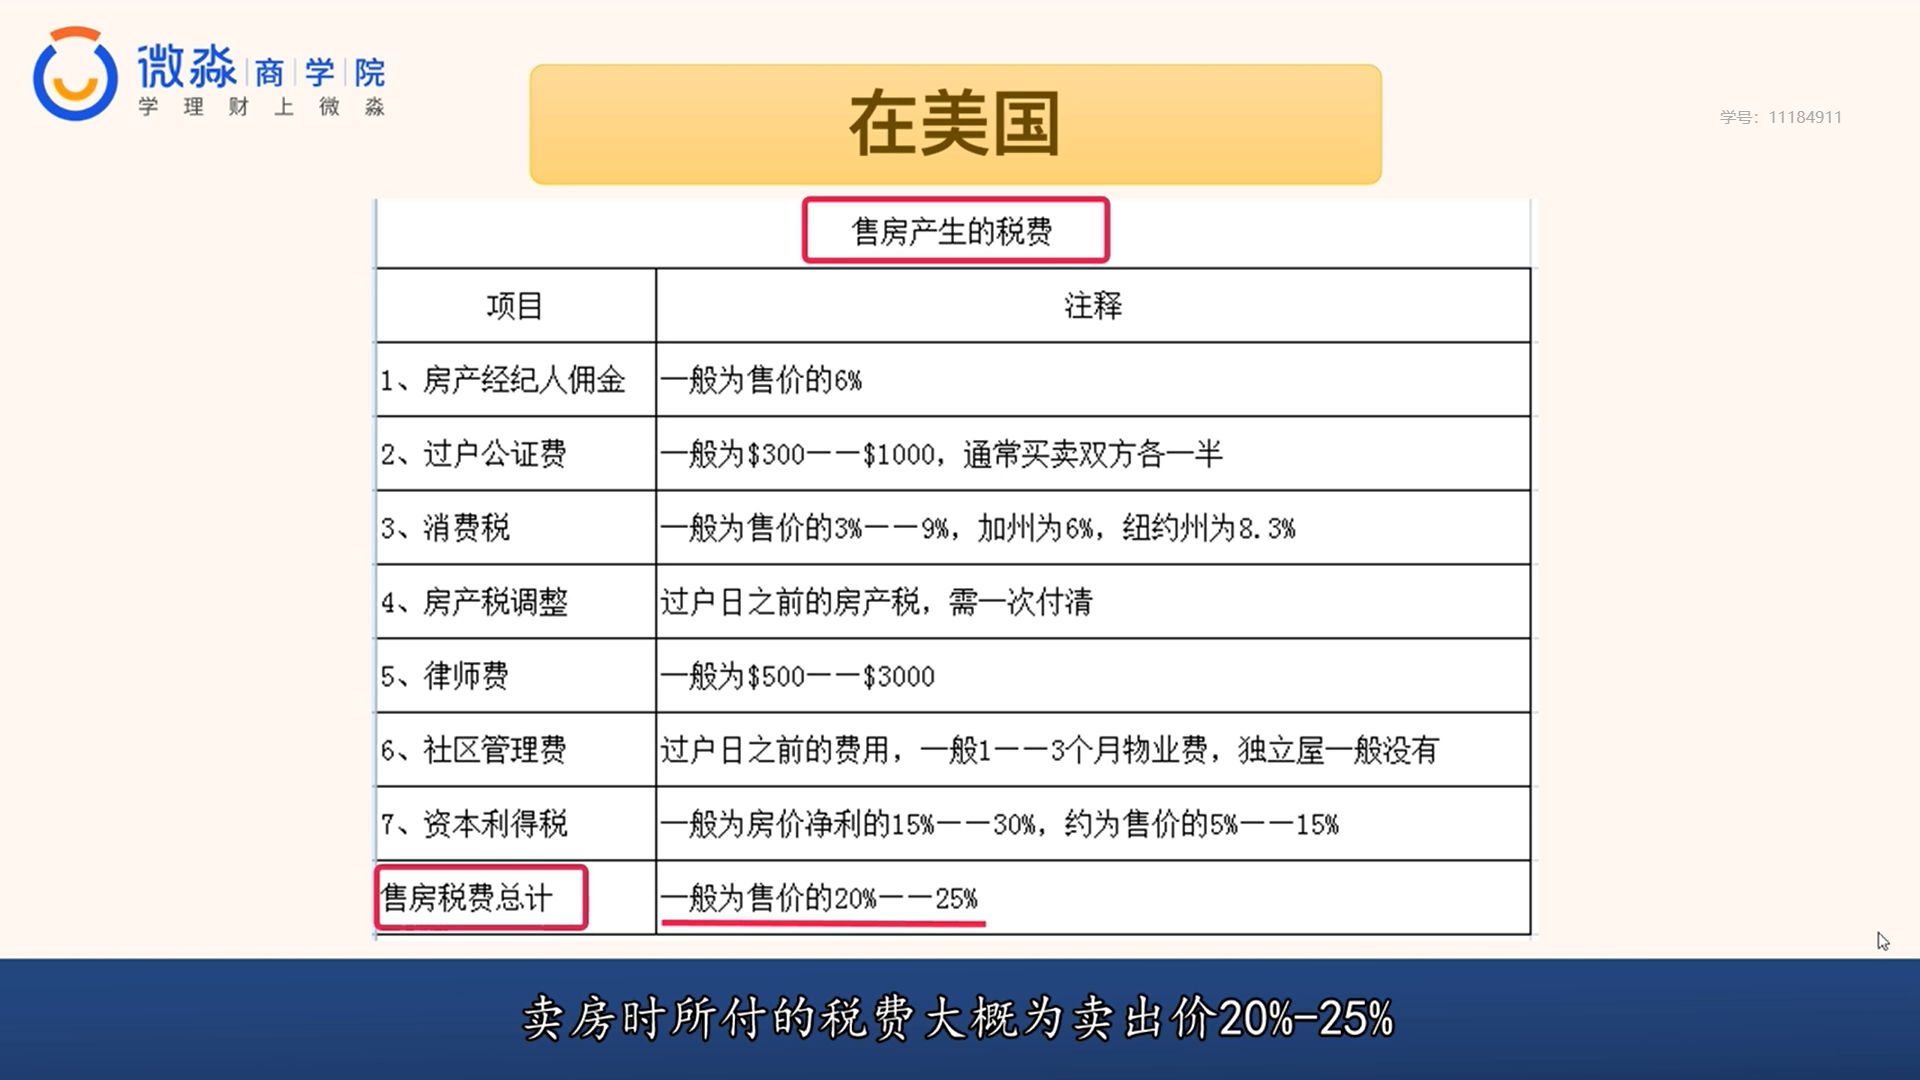 微淼 商 学 院
学理财上微淼
在美国
学号：11184911
售房产生的税费
项目 注释
1、房产经纪人佣金 一般为售价的6%
2、过户公证费 一般为$300——$1000，通常买卖双方各一半
3、消费税 一般为售价的3%——9%，加州为6%，纽约州为8.3%
4、房产税调整 过户日之前的房产税，需一次付清
5、律师费 一般为$500——$3000
6、社区管理费 过户日之前的费用，一般1——3个月物业费，独立屋一般没有
7、资本利得税 一般为房价净利的15%——30%，约为售价的5%——15%
售房税费总计 一般为售价的20%——25%
卖房时所付的税费大概为卖出价20%-25%